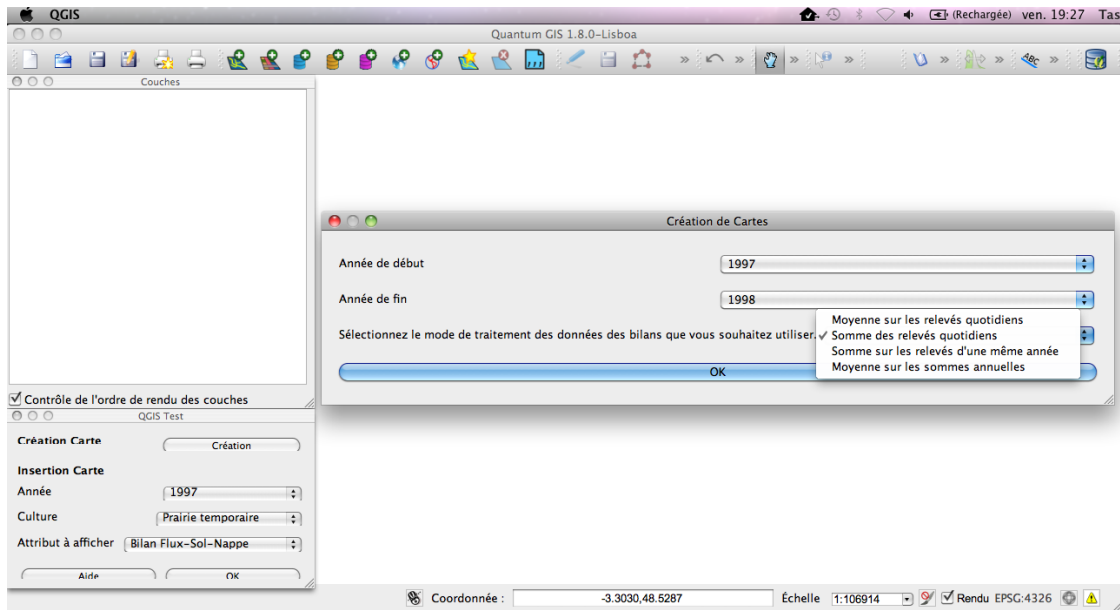 QGIS (Rechargée) ven. 19:27 Tas
Quantum GIS 1.8.0-Lisboa
abc
Couches
Création de Cartes
Année de début 1997
Année de fin 1998
Sélectionnez le mode de traitement des données des bilans que vous souhaitez utiliser.
Moyenne sur les relevés quotidiens
✓ Somme des relevés quotidiens
Somme sur les relevés d'une même année
Moyenne sur les sommes annuelles
OK
Contrôle de l'ordre de rendu des couches
QGIS Test
Création Carte Création
Insertion Carte
Année 1997
Culture Prairie temporaire
Attribut à afficher Bilan Flux-Sol-Nappe
Aide OK
Coordonnée : -3.3030,48.5287 Échelle 1:106914 Rendu EPSG:4326